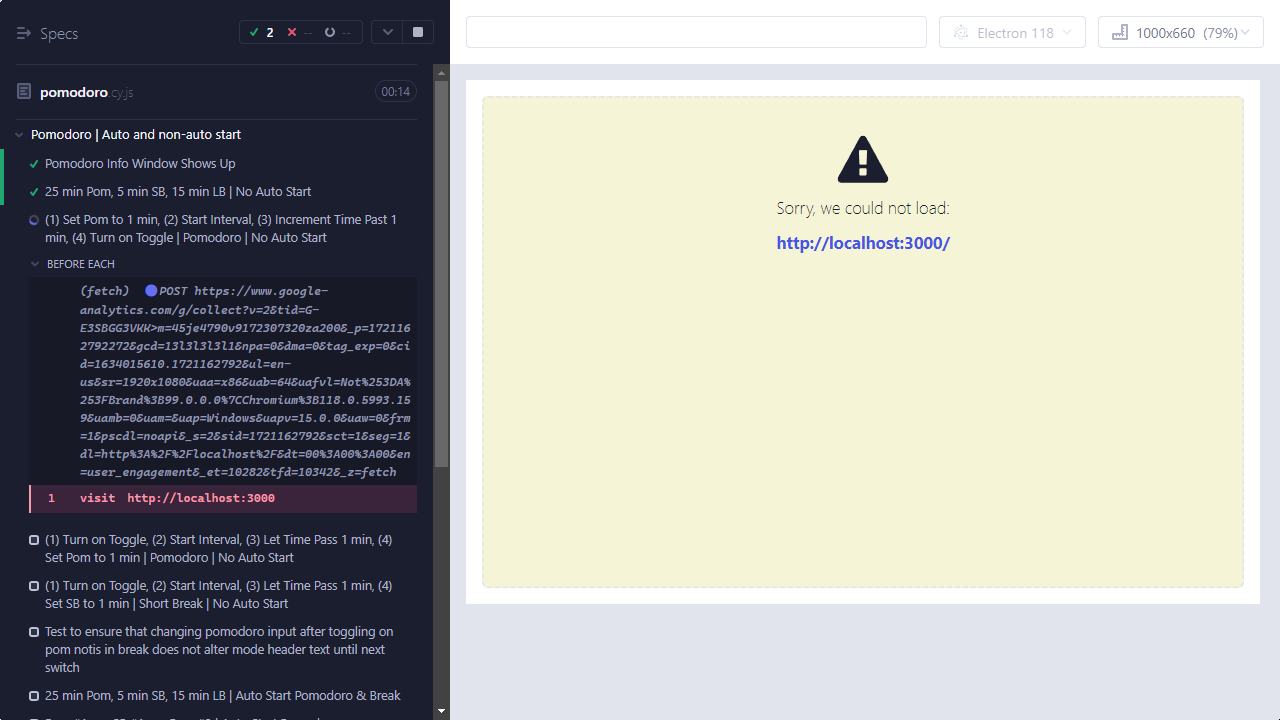 Specs
2
--
--
Electron 118
1000x660 (79%)
pomodoro.cy.js
00:14
Pomodoro | Auto and non-auto start
Pomodoro Info Window Shows Up
25 min Pom, 5 min SB, 15 min LB | No Auto Start
(1) Set Pom to 1 min, (2) Start Interval, (3) Increment Time Past 1
min, (4) Turn on Toggle | Pomodoro | No Auto Start
BEFORE EACH
(fetch) POST https://www.google-
analytics.com/g/collect?v=2&tid=G-
E3SBGG3VKK>m=45je4790v9172307320za200&_p=172116
2792272&gcd=13l3l3l3l1&npa=0&dma=0&tag_exp=0&ci
d=1634015610.1721162792&ul=en-
us&sr=1920x1080&uaa=x86&uab=64&uafvl=Not%253DA%
253FBrand%3B99.0.0.0%7CChromium%3B118.0.5993.15
9&uamb=0&uam=&uap=Windows&uapv=15.0.0&uaw=0&frm
=1&pscdl=noapi&_s=2&sid=1721162792&sct=1&seg=1&
dl=http%3A%2F%2Flocalhost%2F&dt=00%3A00%3A00&en
=user_engagement&_et=10282&tfd=10342&_z=fetch
1 visit http://localhost:3000
(1) Turn on Toggle, (2) Start Interval, (3) Let Time Pass 1 min, (4)
Set Pom to 1 min | Pomodoro | No Auto Start
(1) Turn on Toggle, (2) Start Interval, (3) Let Time Pass 1 min, (4)
Set SB to 1 min | Short Break | No Auto Start
Test to ensure that changing pomodoro input after toggling on
pom notis in break does not alter mode header text until next
switch
25 min Pom, 5 min SB, 15 min LB | Auto Start Pomodoro & Break
Sorry, we could not load:
http://localhost:3000/